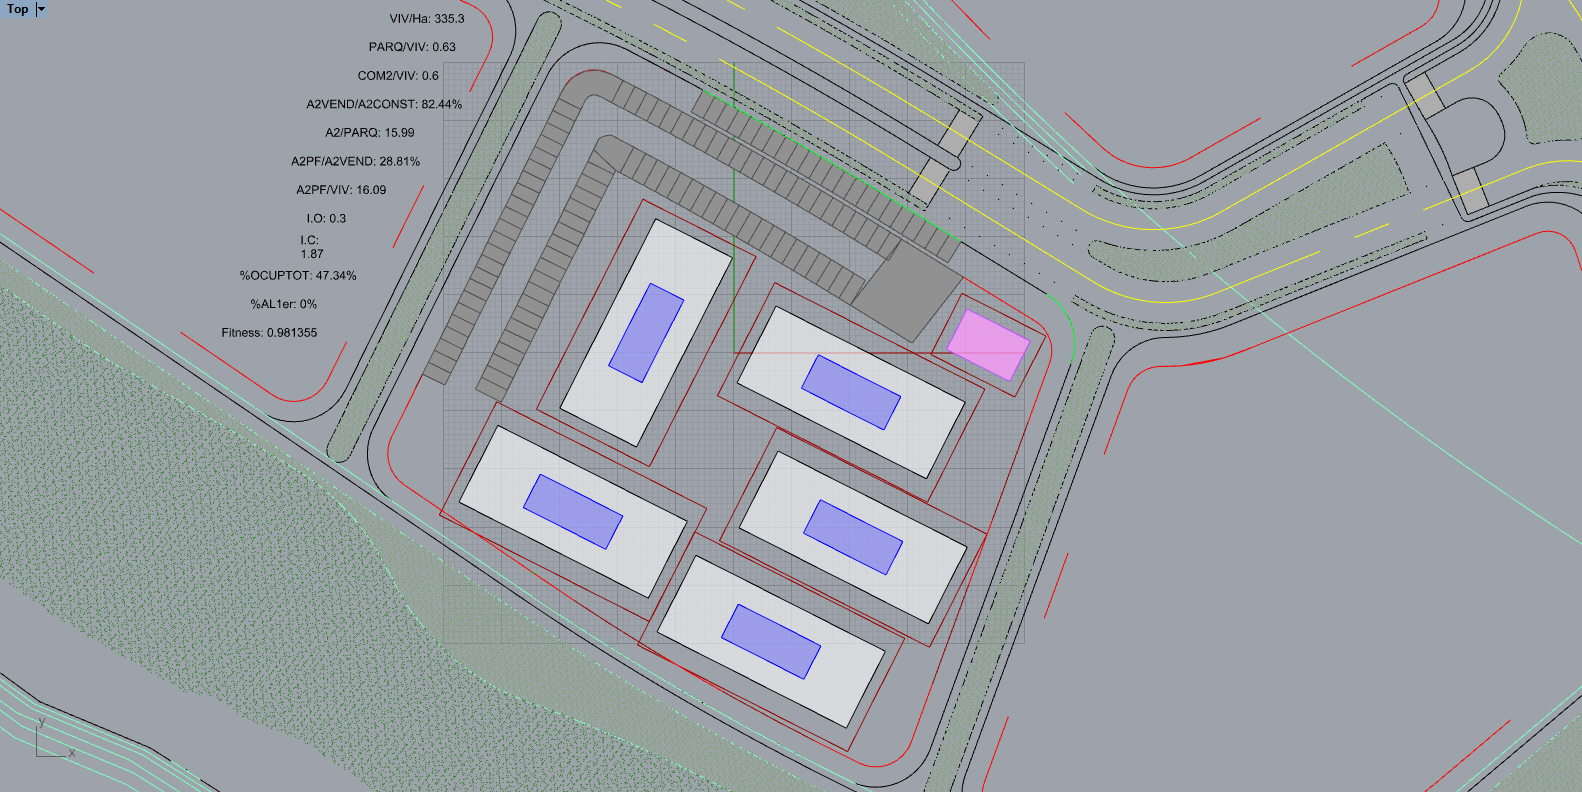 Top
VIV/Ha: 335.3
PARQ/VIV: 0.63
COM2/VIV: 0.6
A2VEND/A2CONST: 82.44%
A2/PARQ: 15.99
A2PF/A2VEND: 28.81%
A2PF/VIV: 16.09
I.O: 0.3
I.C:
1.87
%OCUPTOT: 47.34%
%AL1er: 0%
Fitness: 0.981355
y
x